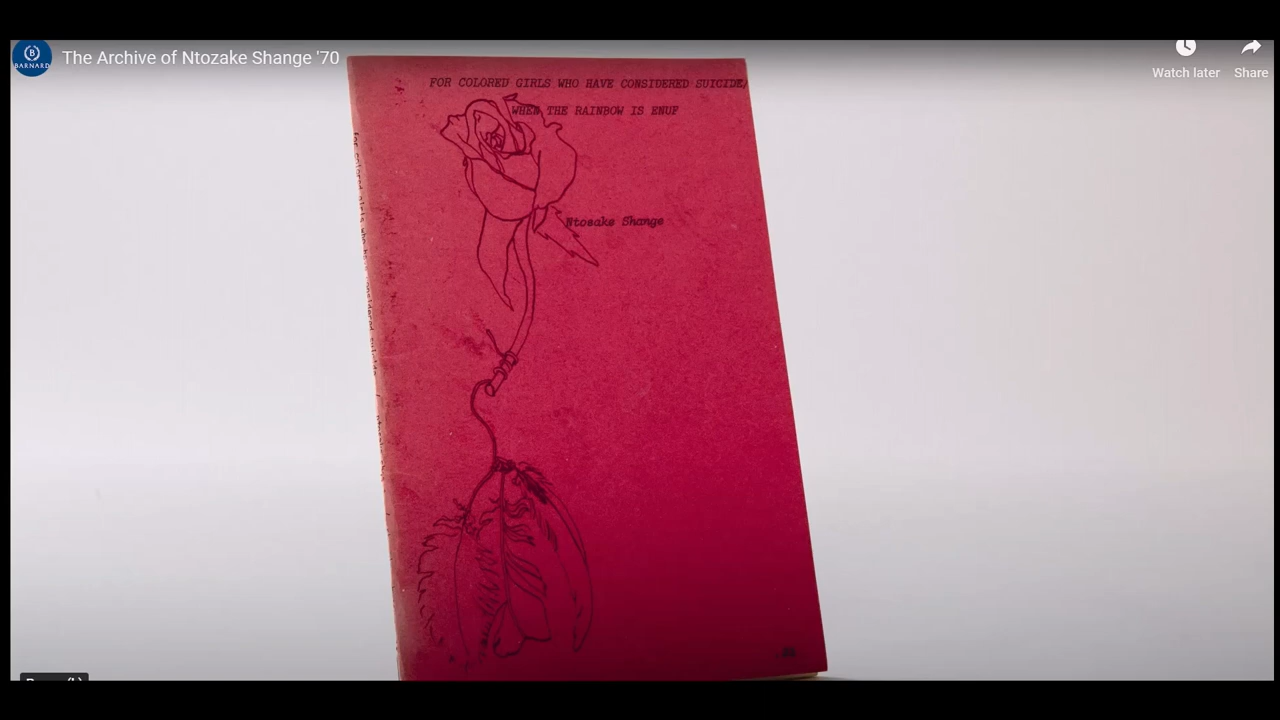 BARNARD
The Archive of Ntozake Shange '70
Watch later
Share
FOR COLORED GIRLS WHO HAVE CONSIDERED SUICIDE/
WHEN THE RAINBOW IS ENUF
Ntozake Shange